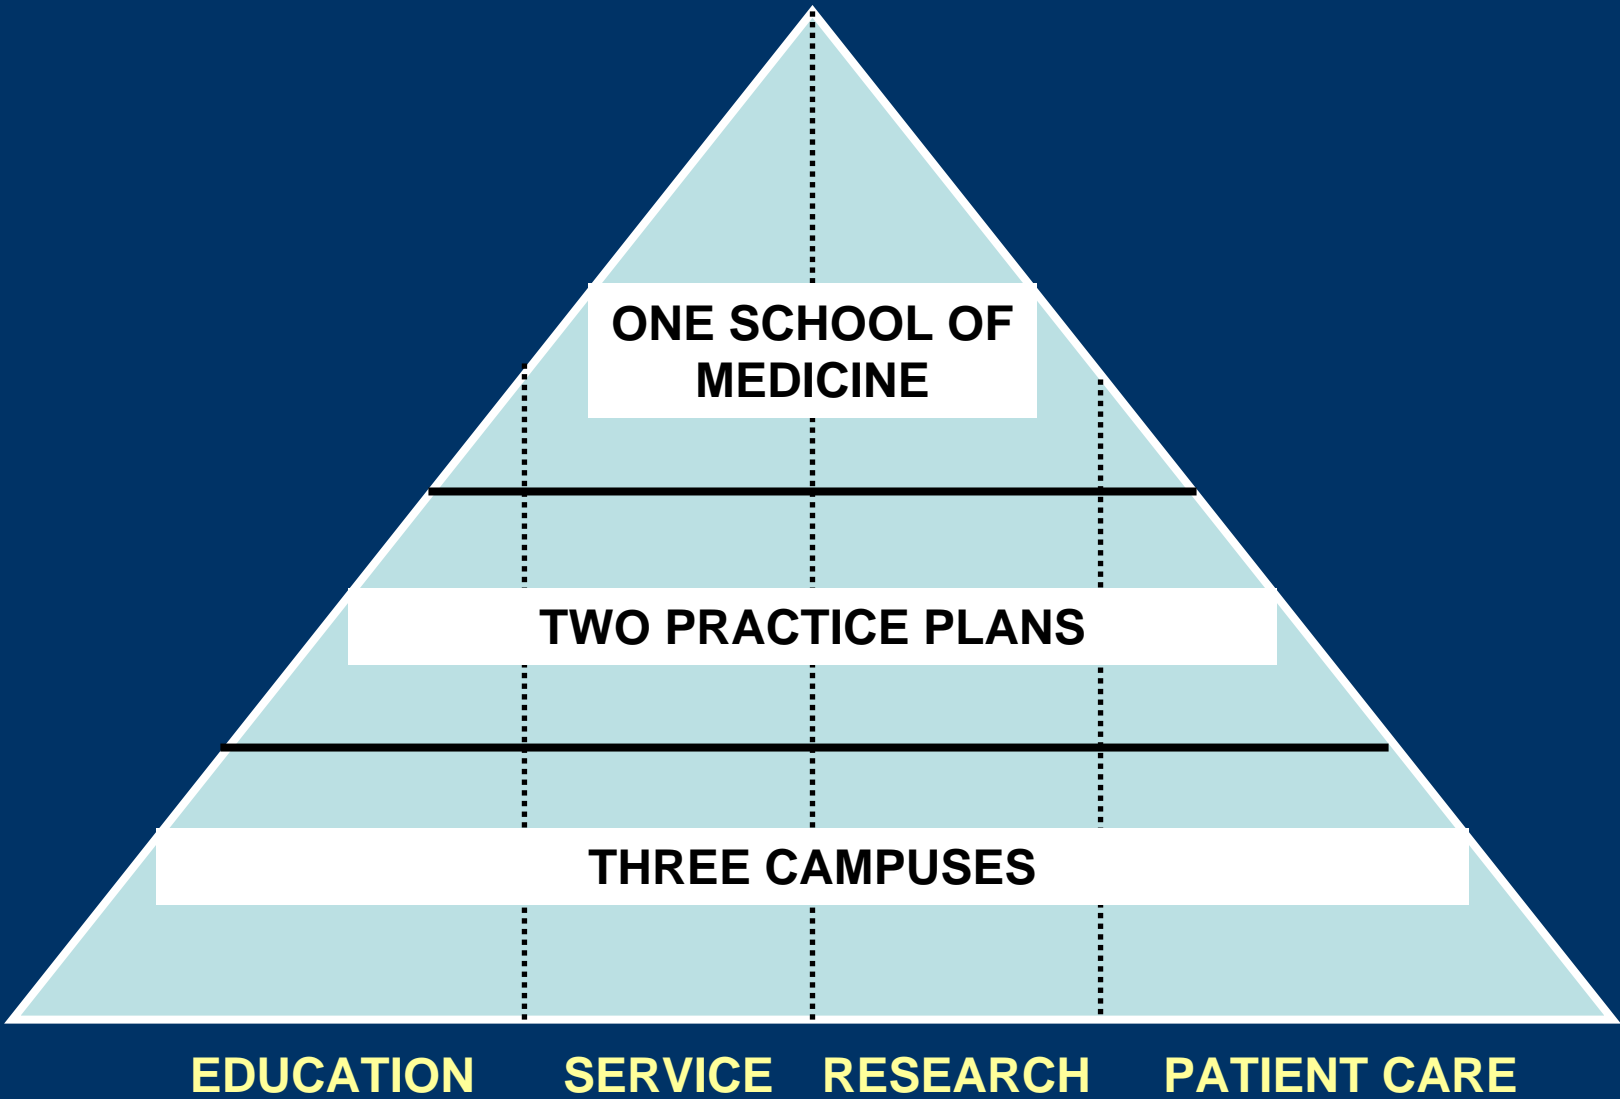 ONE SCHOOL OF
MEDICINE
TWO PRACTICE PLANS
THREE CAMPUSES
EDUCATION SERVICE RESEARCH PATIENT CARE